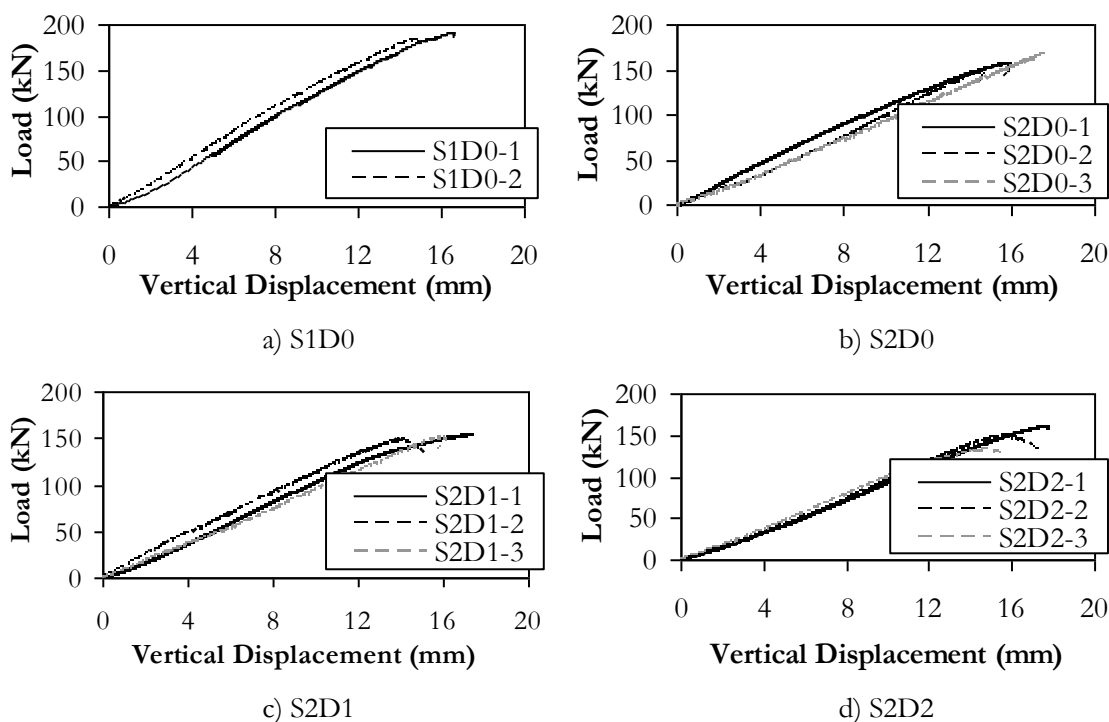 200
150
100
50
0
Load (kN)
S1D0-1
S1D0-2
0 4 8 12 16 20
Vertical Displacement (mm)
a) S1D0
200
150
100
50
0
Load (kN)
S2D0-1
S2D0-2
S2D0-3
0 4 8 12 16 20
Vertical Displacement (mm)
b) S2D0
200
150
100
50
0
Load (kN)
S2D1-1
S2D1-2
S2D1-3
0 4 8 12 16 20
Vertical Displacement (mm)
c) S2D1
200
150
100
50
0
Load (kN)
S2D2-1
S2D2-2
S2D2-3
0 4 8 12 16 20
Vertical Displacement (mm)
d) S2D2